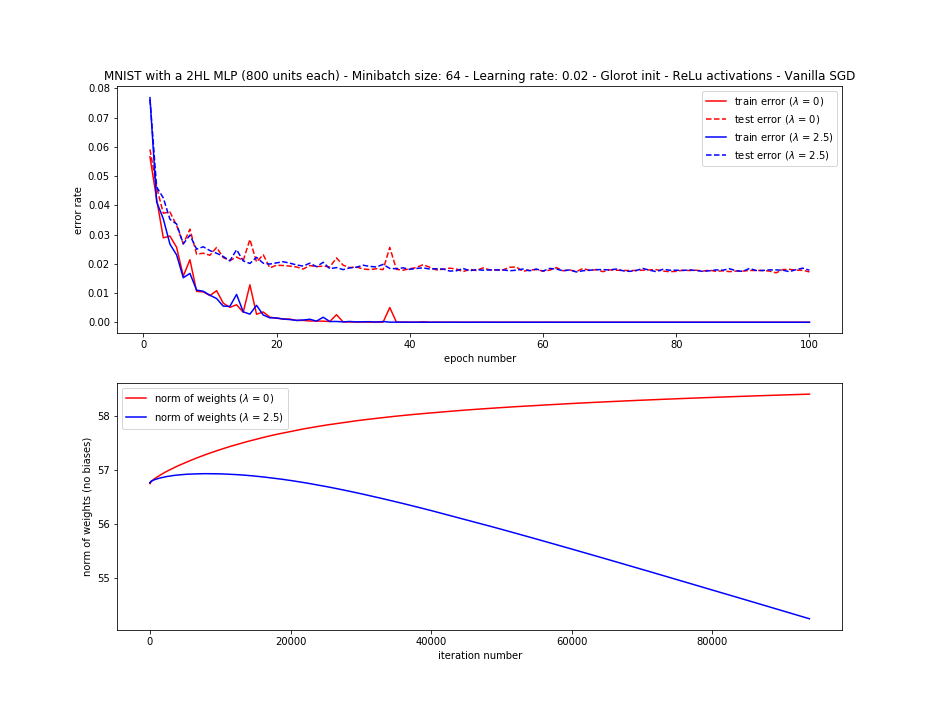 MNIST with a 2HL MLP (800 units each) - Minibatch size: 64 - Learning rate: 0.02 - Glorot init - ReLu activations - Vanilla SGD
0.08
0.07
0.06
0.05
0.04
0.03
0.02
0.01
0.00
error rate
train error (λ = 0)
test error (λ = 0)
train error (λ = 2.5)
test error (λ = 2.5)
0 20 40 60 80 100
epoch number
58
57
56
55
norm of weights (no biases)
norm of weights (λ = 0)
norm of weights (λ = 2.5)
0 20000 40000 60000 80000
iteration number